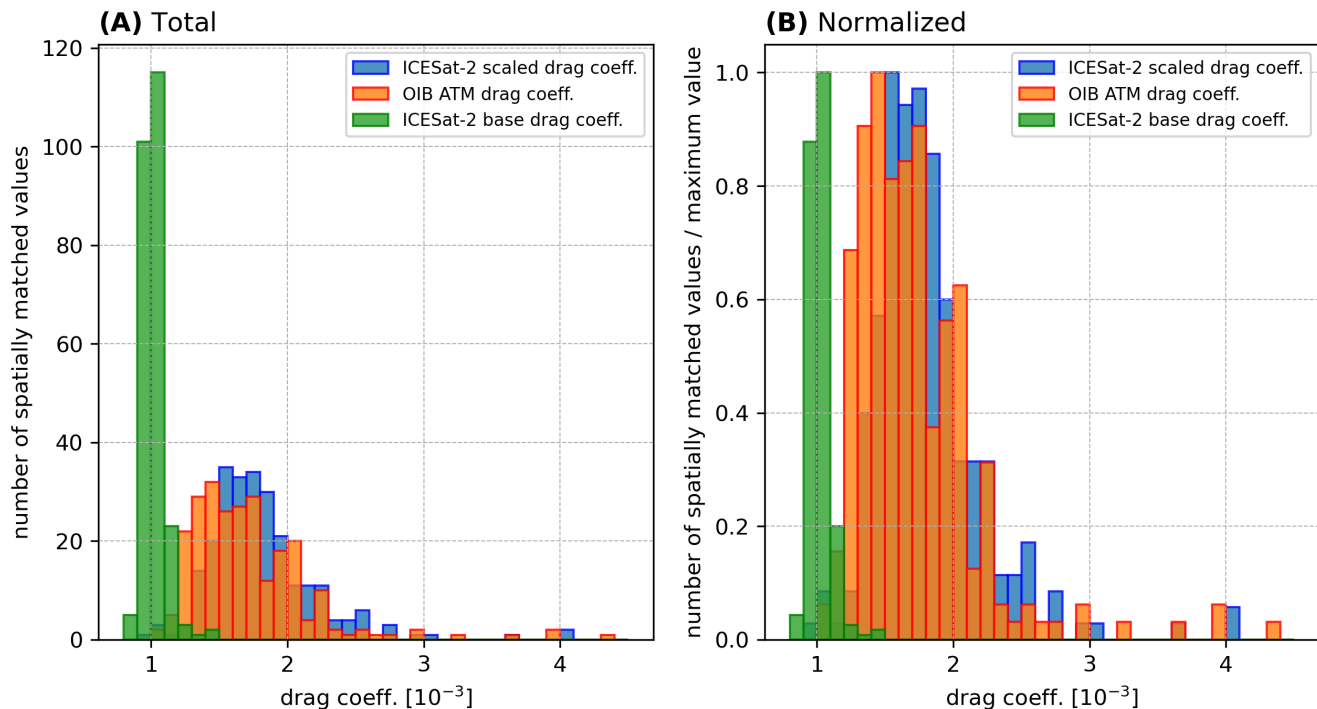 (A) Total
number of spatially matched values
120
100
80
60
40
20
0
1
2
3
4
drag coeff. [10⁻³]
ICESat-2 scaled drag coeff.
OIB ATM drag coeff.
ICESat-2 base drag coeff.
(B) Normalized
number of spatially matched values / maximum value
1.0
0.8
0.6
0.4
0.2
0.0
1
2
3
4
drag coeff. [10⁻³]
ICESat-2 scaled drag coeff.
OIB ATM drag coeff.
ICESat-2 base drag coeff.